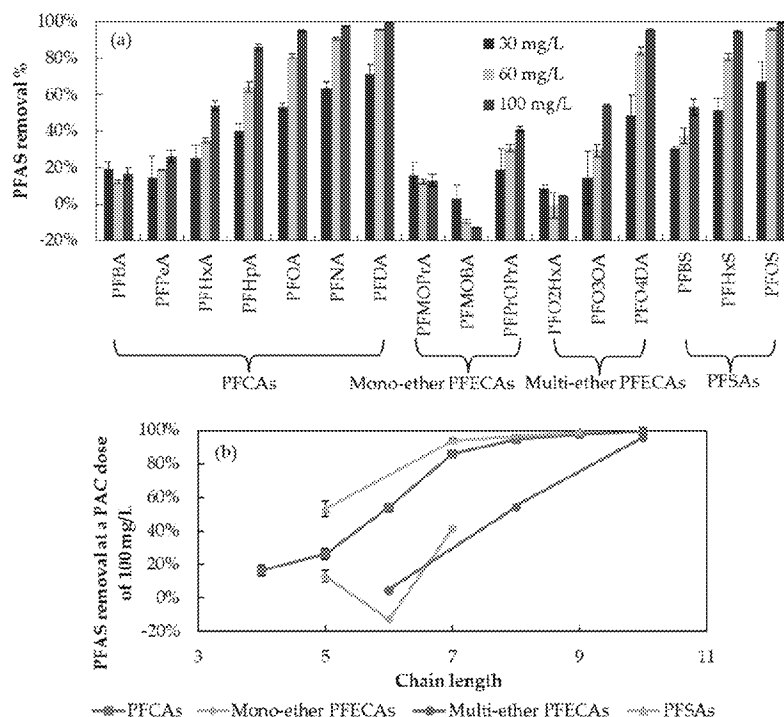 (a)
PFAS removal %
100%
80%
60%
40%
20%
0%
-20%
30 mg/L
60 mg/L
100 mg/L
PFBA
PFPeA
PFHxA
PFHpA
PFOA
PFNA
PFDA
PFMOPrA
PFMOBA
PFPrOPrA
PFO2HxA
PFO3OA
PFO4DA
PFBS
PFHxS
PFOS
PFCAs
Mono-ether PFECAs
Multi-ether PFECAs
PFSAs
(b)
PFAS removal at a PAC dose
of 100 mg/L
100%
80%
60%
40%
20%
0%
-20%
3 5 7 9 11
Chain length
PFCAs Mono-ether PFECAs Multi-ether PFECAs PFSAs